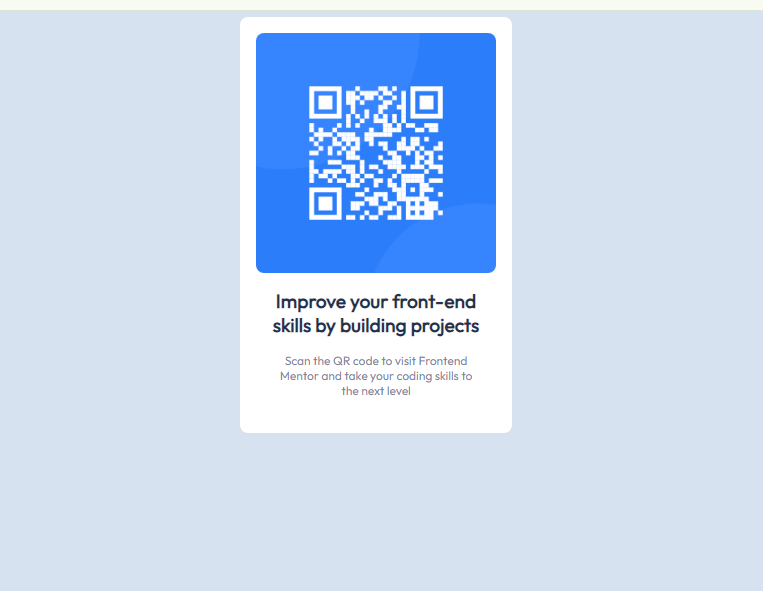 Improve your front-end
skills by building projects
Scan the QR code to visit Frontend
Mentor and take your coding skills to
the next level